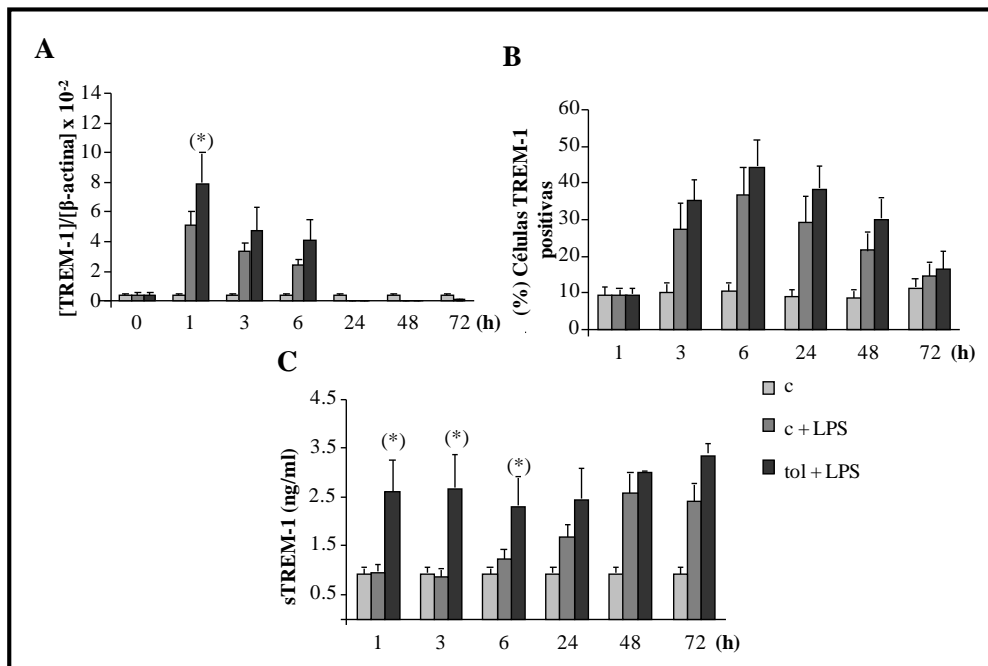 A
[TREM-1]/[β-actina] x 10-2
14
12
10
8
6
4
2
0
(*)
0 1 3 6 24 48 72 (h)
B
(%) Células TREM-1
positivas
60
50
40
30
20
10
0
1 3 6 24 48 72 (h)
C
sTREM-1 (ng/ml)
4.5
3.5
2.5
1.5
0.5
(*) (*) (*)
1 3 6 24 48 72 (h)
c
c + LPS
tol + LPS